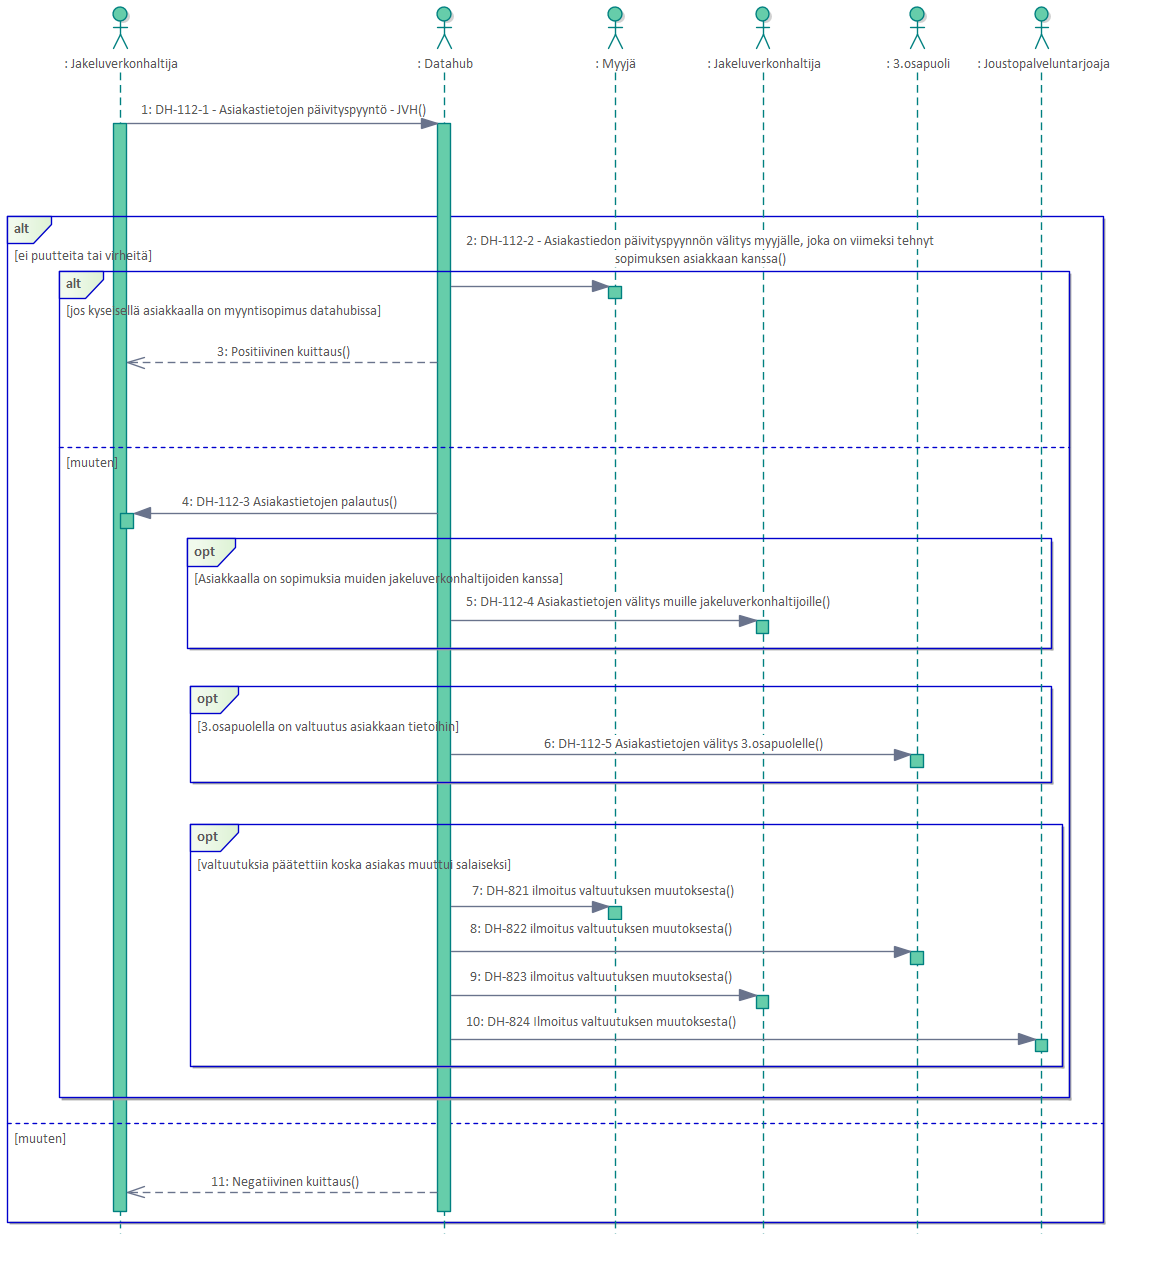 : Jakeluverkonhaltija
: Datahub
: Myyjä
: Jakeluverkonhaltija
: 3.osapuoli
: Joustopalveluntarjoaja
1: DH-112-1 - Asiakastietojen päivityspyyntö - JVH()
alt
[ei puutteita tai virheitä]
2: DH-112-2 - Asiakastiedon päivityspyynnön välitys myyjälle, joka on viimeksi tehnyt
sopimuksen asiakkaan kanssa()
alt
[jos kyseisellä asiakkaalla on myyntisopimus datahubissa]
3: Positiivinen kuittaus()
[muuten]
4: DH-112-3 Asiakastietojen palautus()
opt
[Asiakkaalla on sopimuksia muiden jakeluverkonhaltijoiden kanssa]
5: DH-112-4 Asiakastietojen välitys muille jakeluverkonhaltijoille()
opt
[3.osapuolella on valtuutus asiakkaan tietoihin]
6: DH-112-5 Asiakastietojen välitys 3.osapuolelle()
opt
[valtuutuksia päätettiin koska asiakas muuttui salaiseksi]
7: DH-821 ilmoitus valtuutuksen muutoksesta()
8: DH-822 ilmoitus valtuutuksen muutoksesta()
9: DH-823 ilmoitus valtuutuksen muutoksesta()
10: DH-824 Ilmoitus valtuutuksen muutoksesta()
[muuten]
11: Negatiivinen kuittaus()